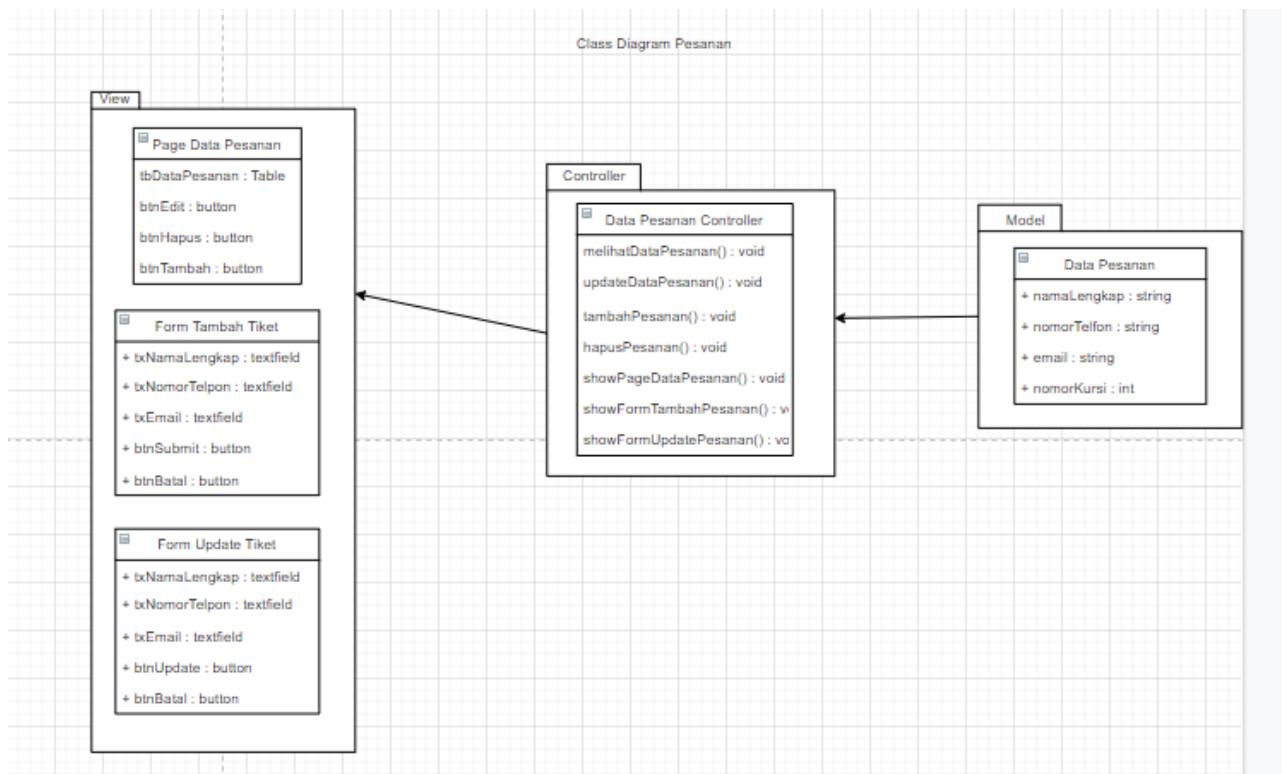 Class Diagram Pesanan
View
Page Data Pesanan
tbDataPesanan : Table
btnEdit : button
btnHapus : button
btnTambah : button
Form Tambah Tiket
+ txNamaLengkap : textfield
+ txNomorTelpon : textfield
+ txEmail : textfield
+ btnSubmit : button
+ btnBatal : button
Form Update Tiket
+ txNamaLengkap : textfield
+ txNomorTelpon : textfield
+ txEmail : textfield
+ btnUpdate : button
+ btnBatal : button
Controller
Data Pesanan Controller
melihatDataPesanan() : void
updateDataPesanan() : void
tambahPesanan() : void
hapusPesanan() : void
showPageDataPesanan() : void
showFormTambahPesanan() :
showFormUpdatePesanan() :
Model
Data Pesanan
+ namaLengkap : string
+ nomorTelfon : string
+ email : string
+ nomorKursi : int